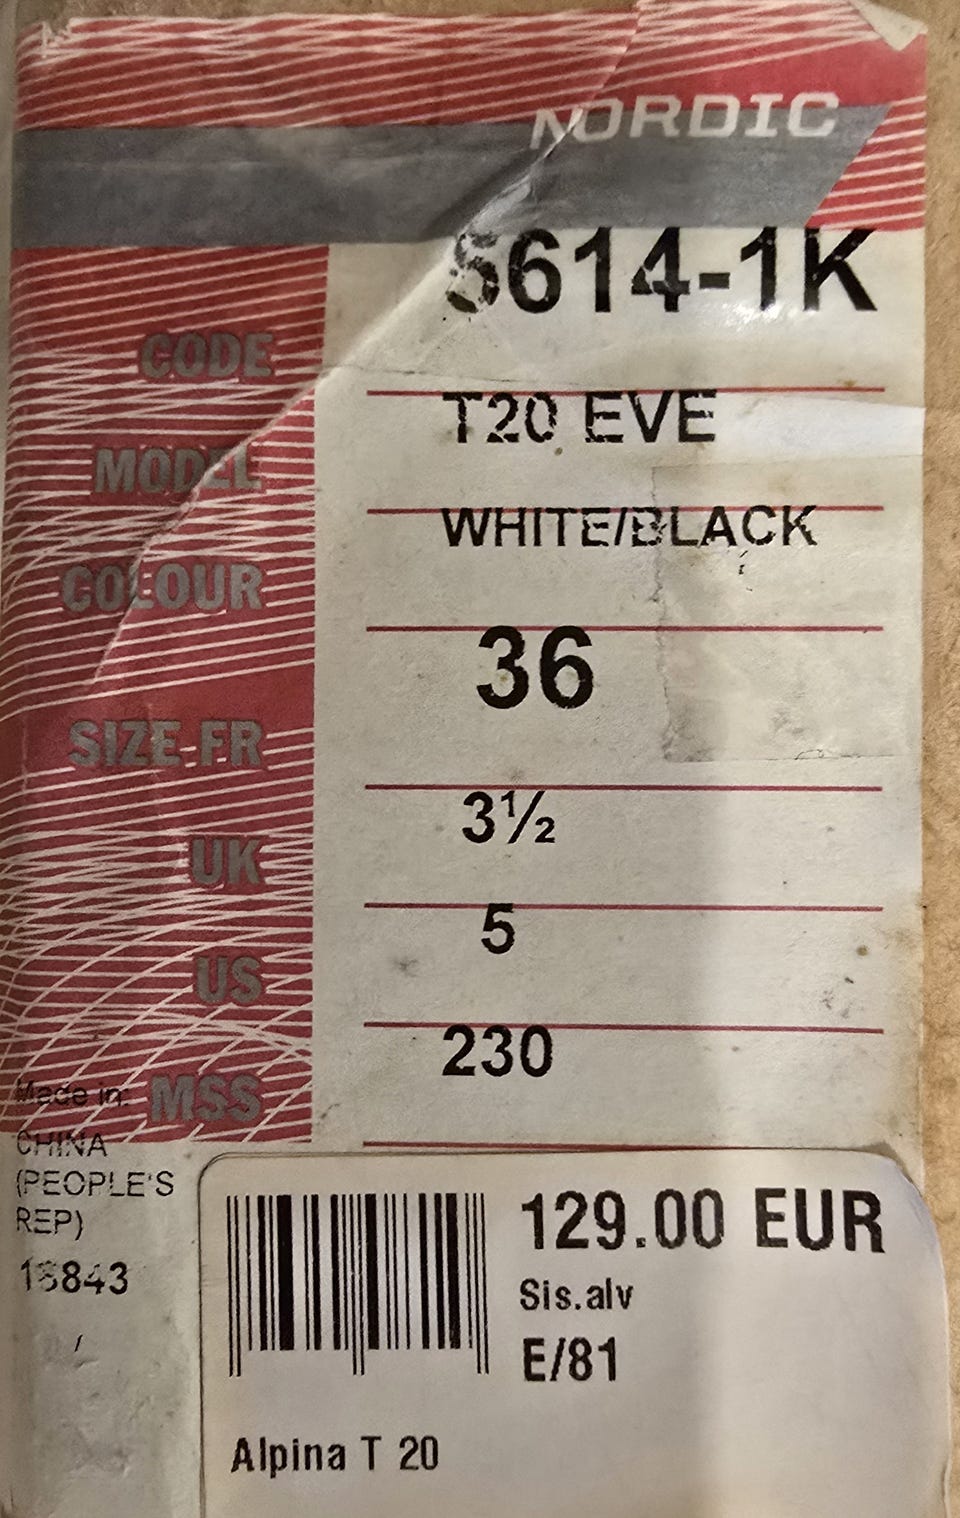 NORDIC
CODE 5614-1K
MODEL T20 EVE
COLOUR WHITE/BLACK
SIZE FR 36
UK 3½
US 5
MSS 230
Made in:
CHINA
(PEOPLE'S
REP)
129.00 EUR
Sis.alv
E/81
Alpina T 20